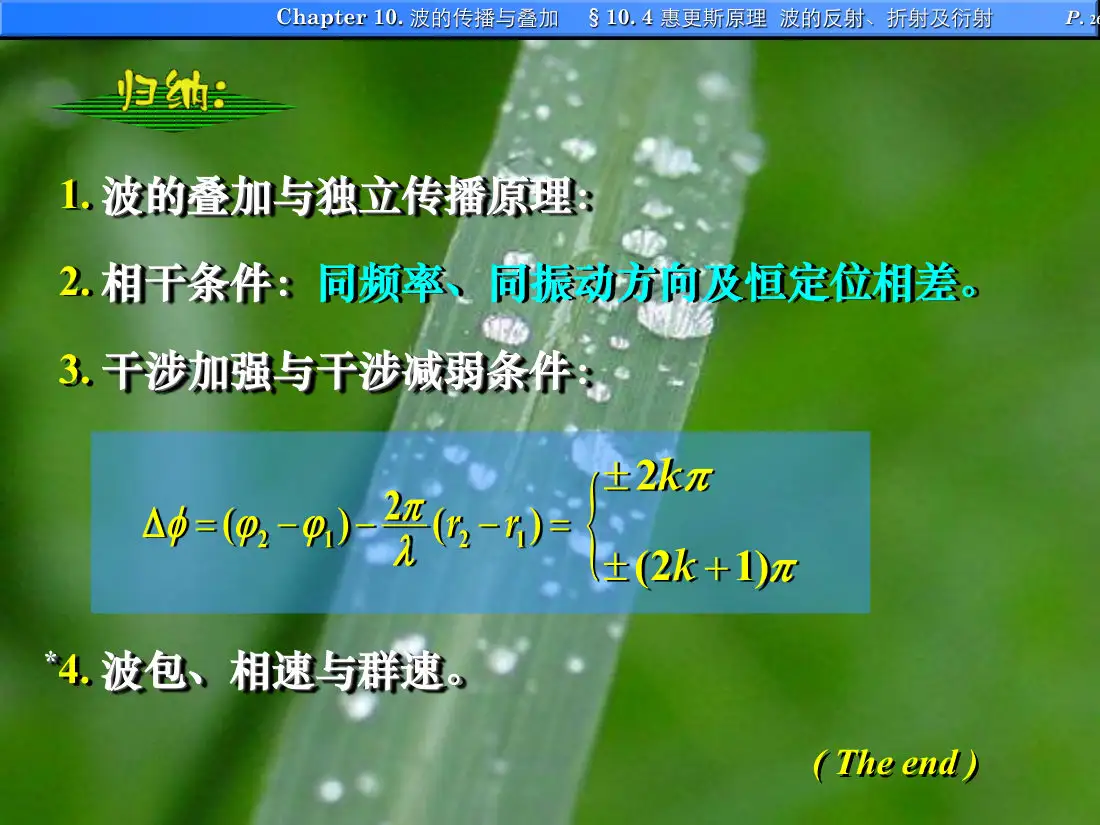 Chapter 10. 波的传播与叠加 §10.4 惠更斯原理 波的反射、折射及衍射 P.
归纳:
1. 波的叠加与独立传播原理:
2. 相干条件: 同频率、同振动方向及恒定位相差。
3. 干涉加强与干涉减弱条件:
Δϕ = (φ₂ − φ₁) − 2π/λ (r₂ − r₁) = { ±2kπ
±(2k+1)π
*4. 波包、相速与群速。
( The end )